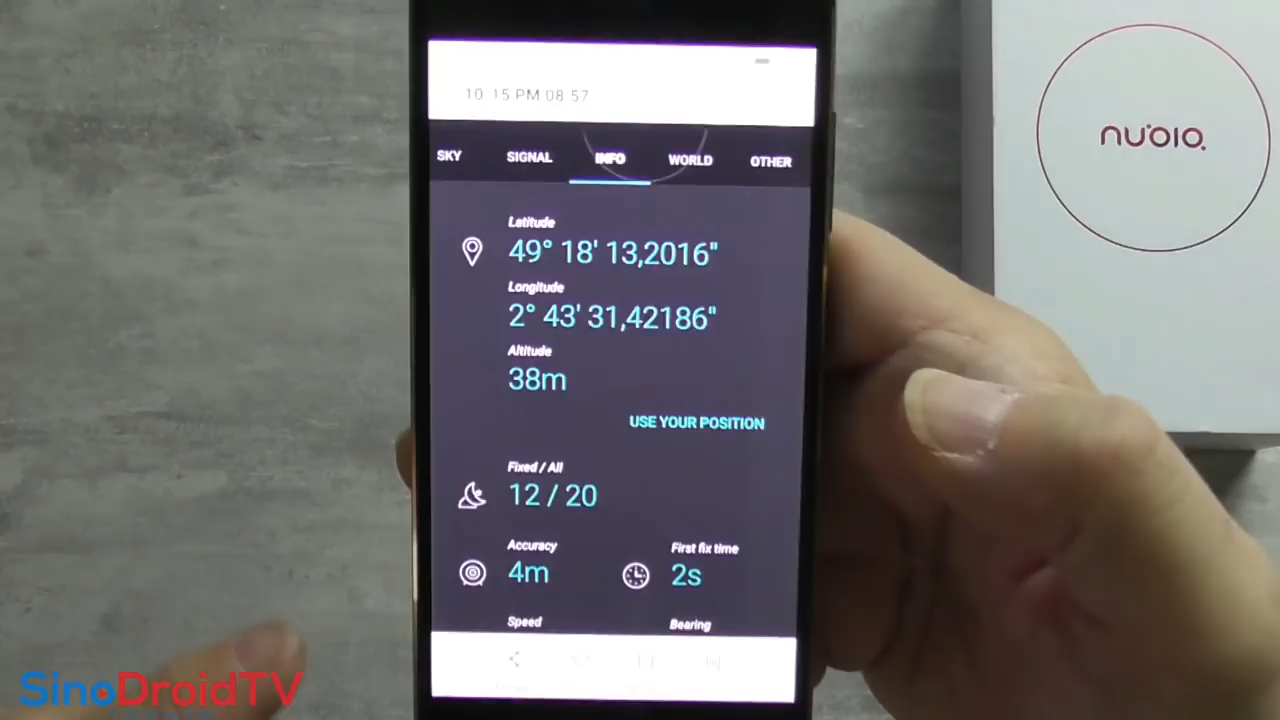 10 15 PM 08 57
SKY SIGNAL INFO WORLD OTHER
Latitude
49° 18' 13,2016"
Longitude
2° 43' 31,42186"
Altitude
38m
USE YOUR POSITION
Fixed / All
12 / 20
Accuracy First fix time
4m 2s
Speed Bearing
nubia
SinoDroidTV